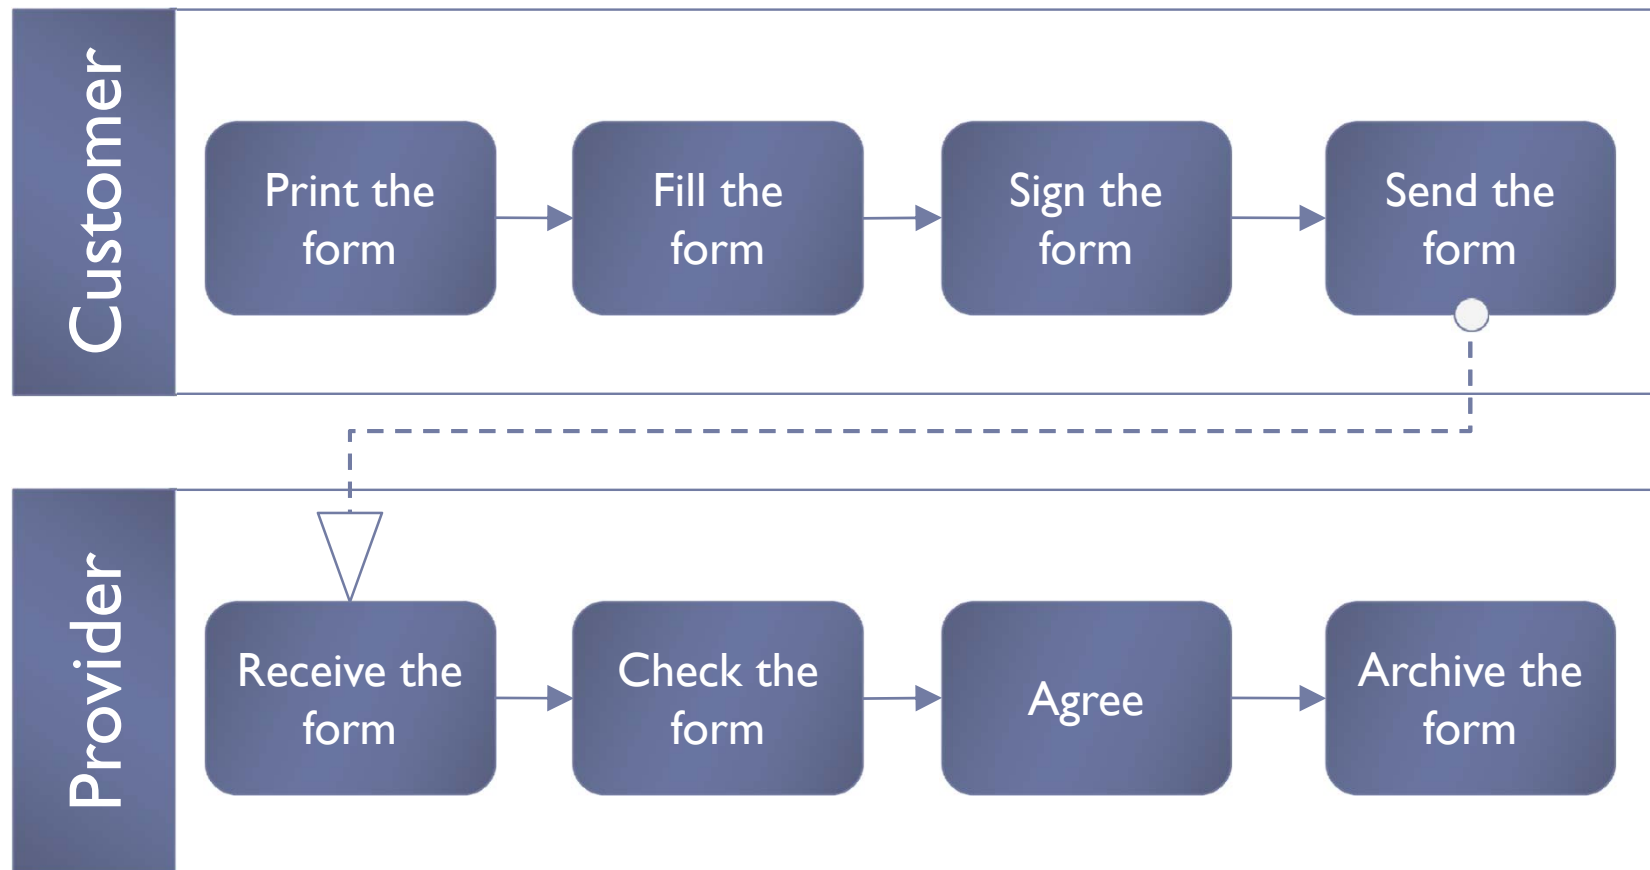 Customer
Print the
form
Fill the
form
Sign the
form
Send the
form
Provider
Receive the
form
Check the
form
Agree
Archive the
form